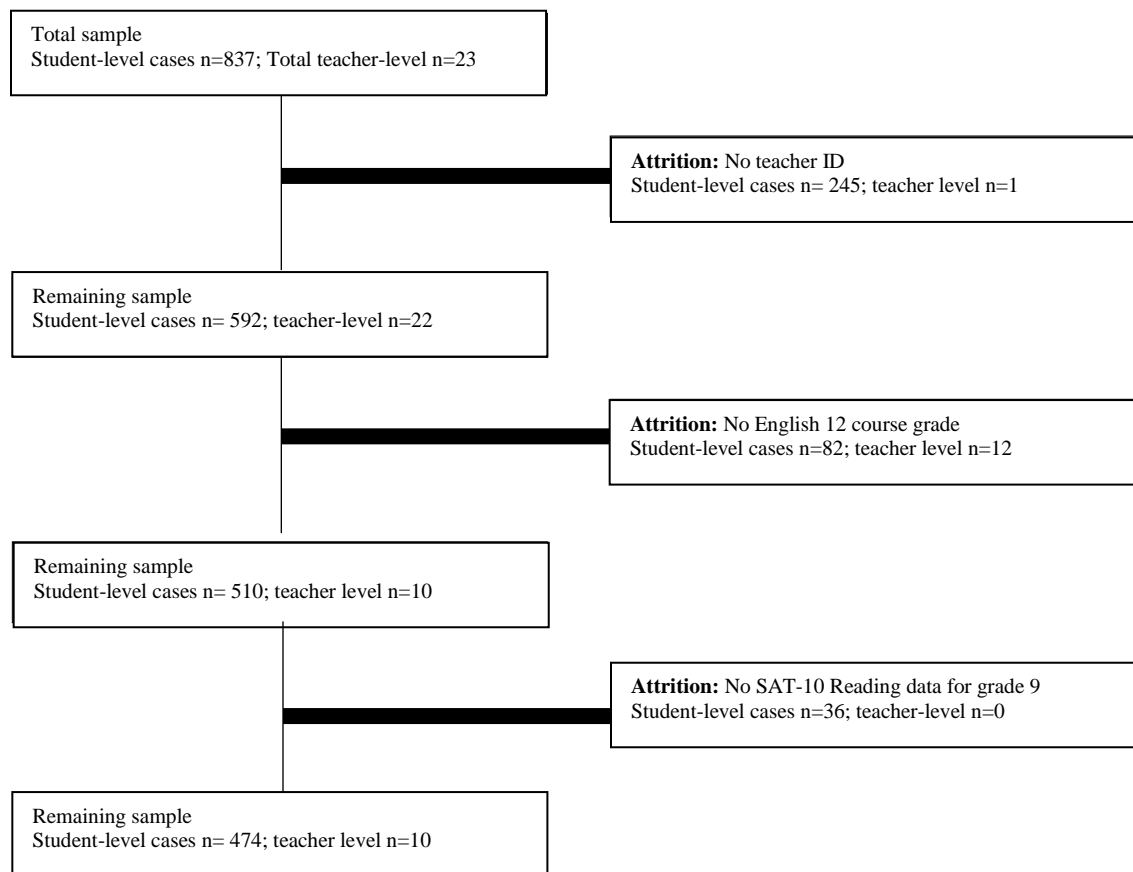 Total sample
Student-level cases n=837; Total teacher-level n=23
Attrition: No teacher ID
Student-level cases n= 245; teacher level n=1
Remaining sample
Student-level cases n= 592; teacher-level n=22
Attrition: No English 12 course grade
Student-level cases n=82; teacher level n=12
Remaining sample
Student-level cases n= 510; teacher level n=10
Attrition: No SAT-10 Reading data for grade 9
Student-level cases n=36; teacher-level n=0
Remaining sample
Student-level cases n= 474; teacher level n=10